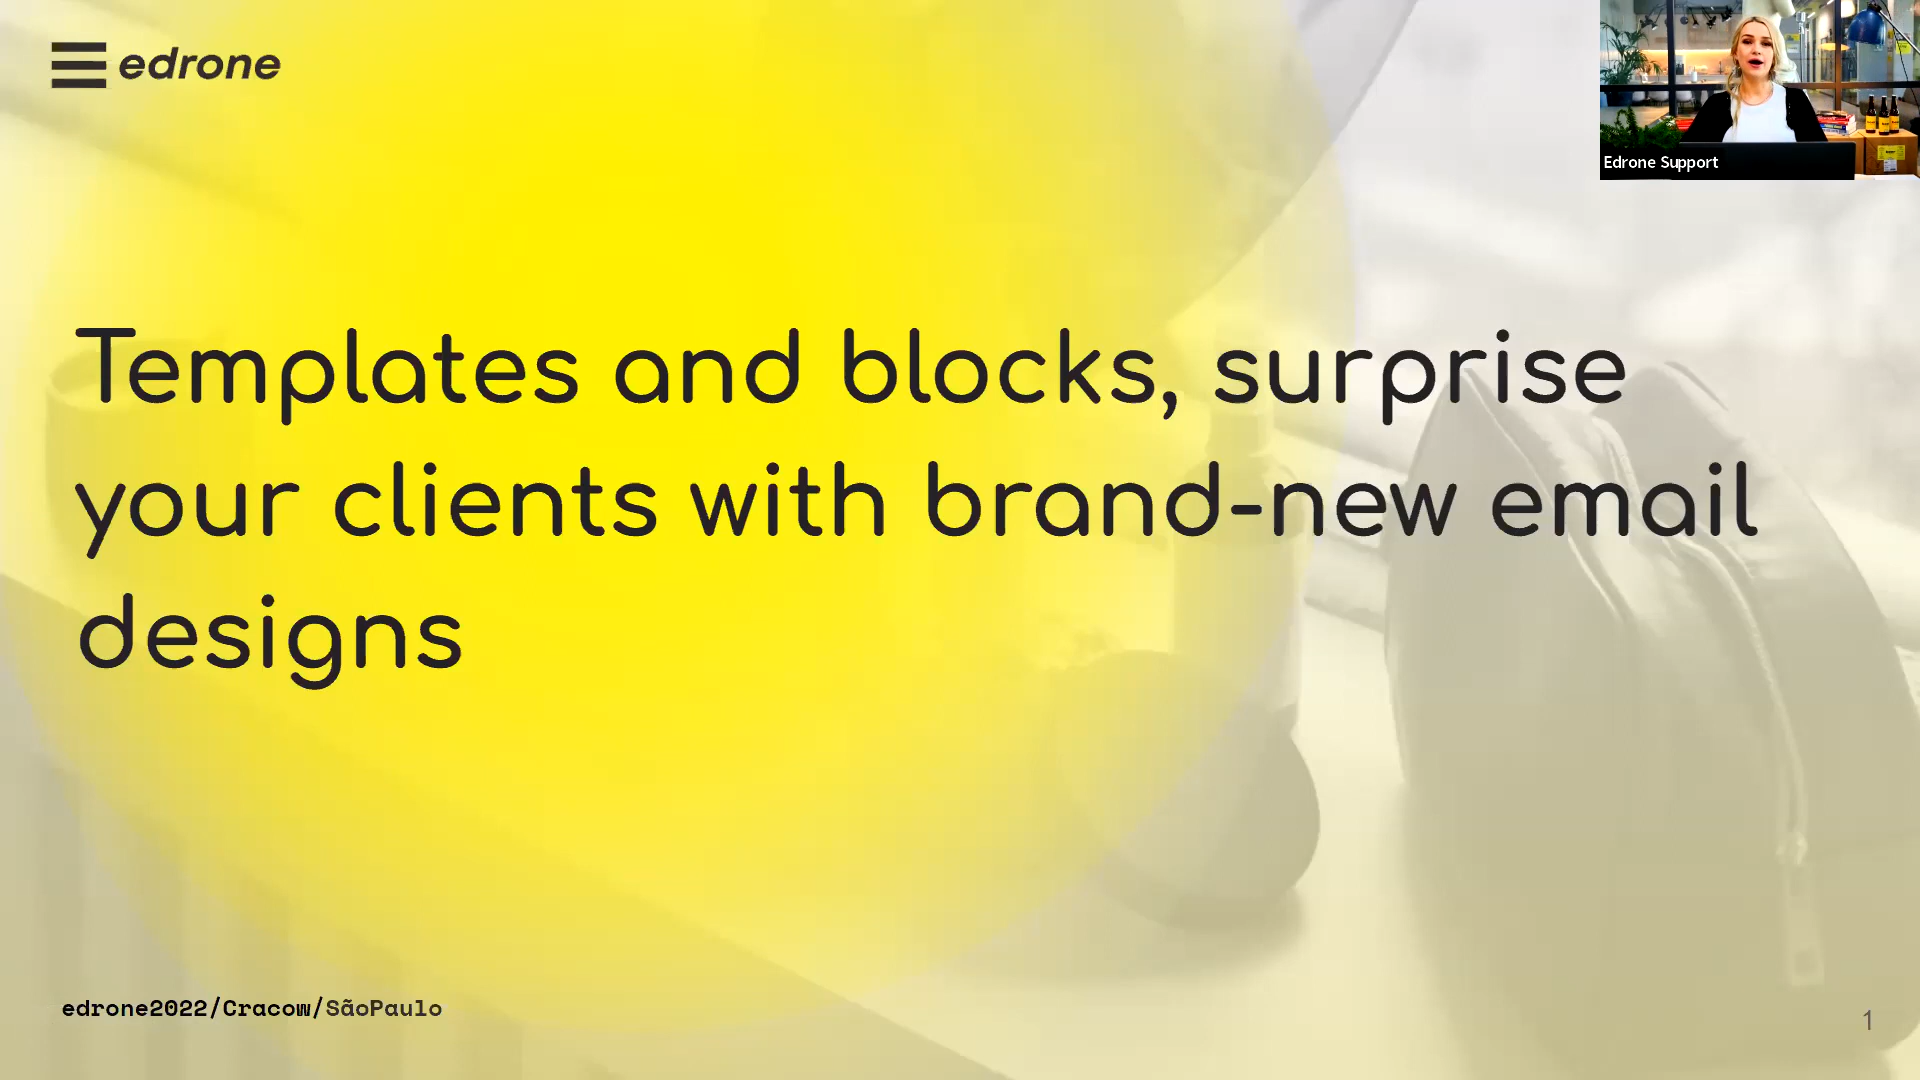 edrone
Edrone Support
Templates and blocks, surprise
your clients with brand-new email
designs
edrone2022/Cracow/SãoPaulo
1